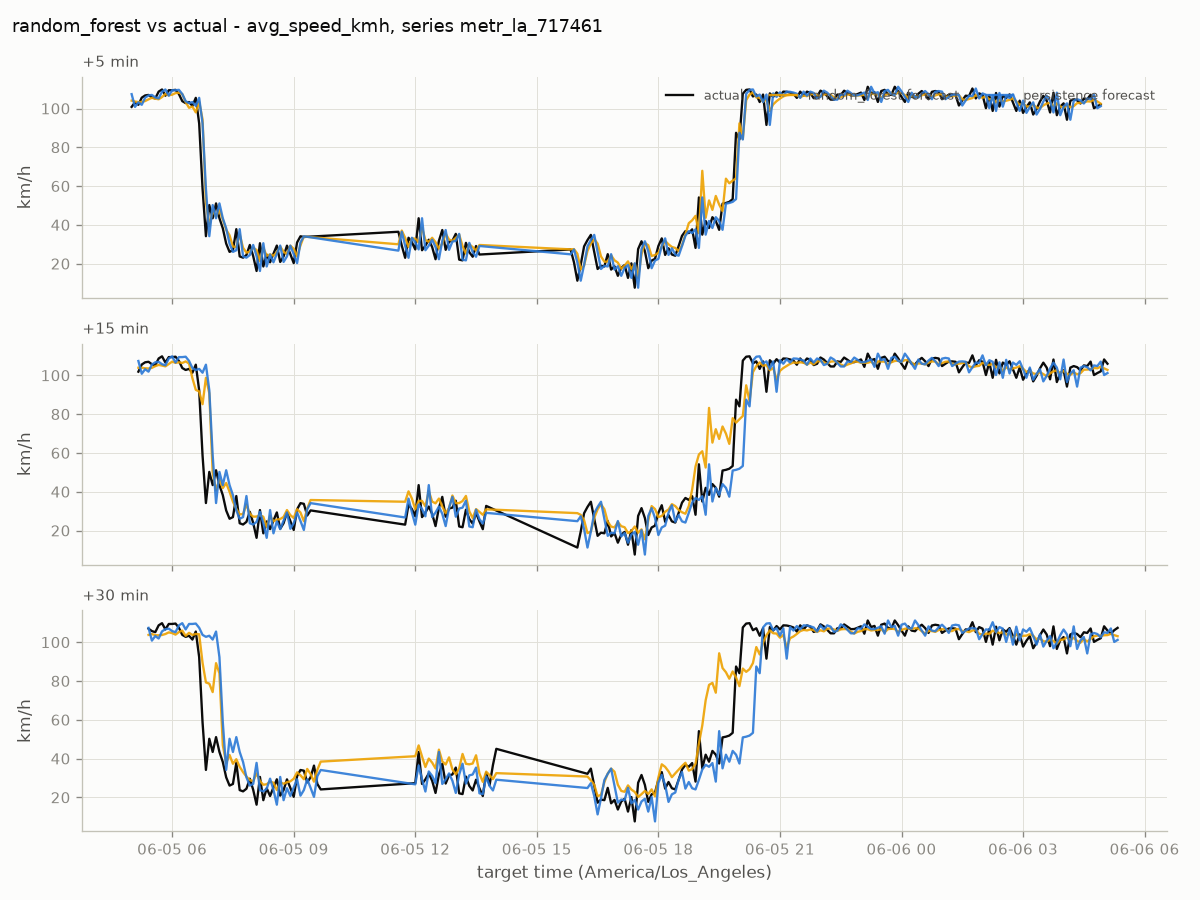 random_forest vs actual - avg_speed_kmh, series metr_la_717461
+5 min
actual random_forest forecast persistence forecast
100
80
60
40
20
km/h
+15 min
100
80
60
40
20
km/h
+30 min
100
80
60
40
20
km/h
06-05 06 06-05 09 06-05 12 06-05 15 06-05 18 06-05 21 06-06 00 06-06 03 06-06 06
target time (America/Los_Angeles)